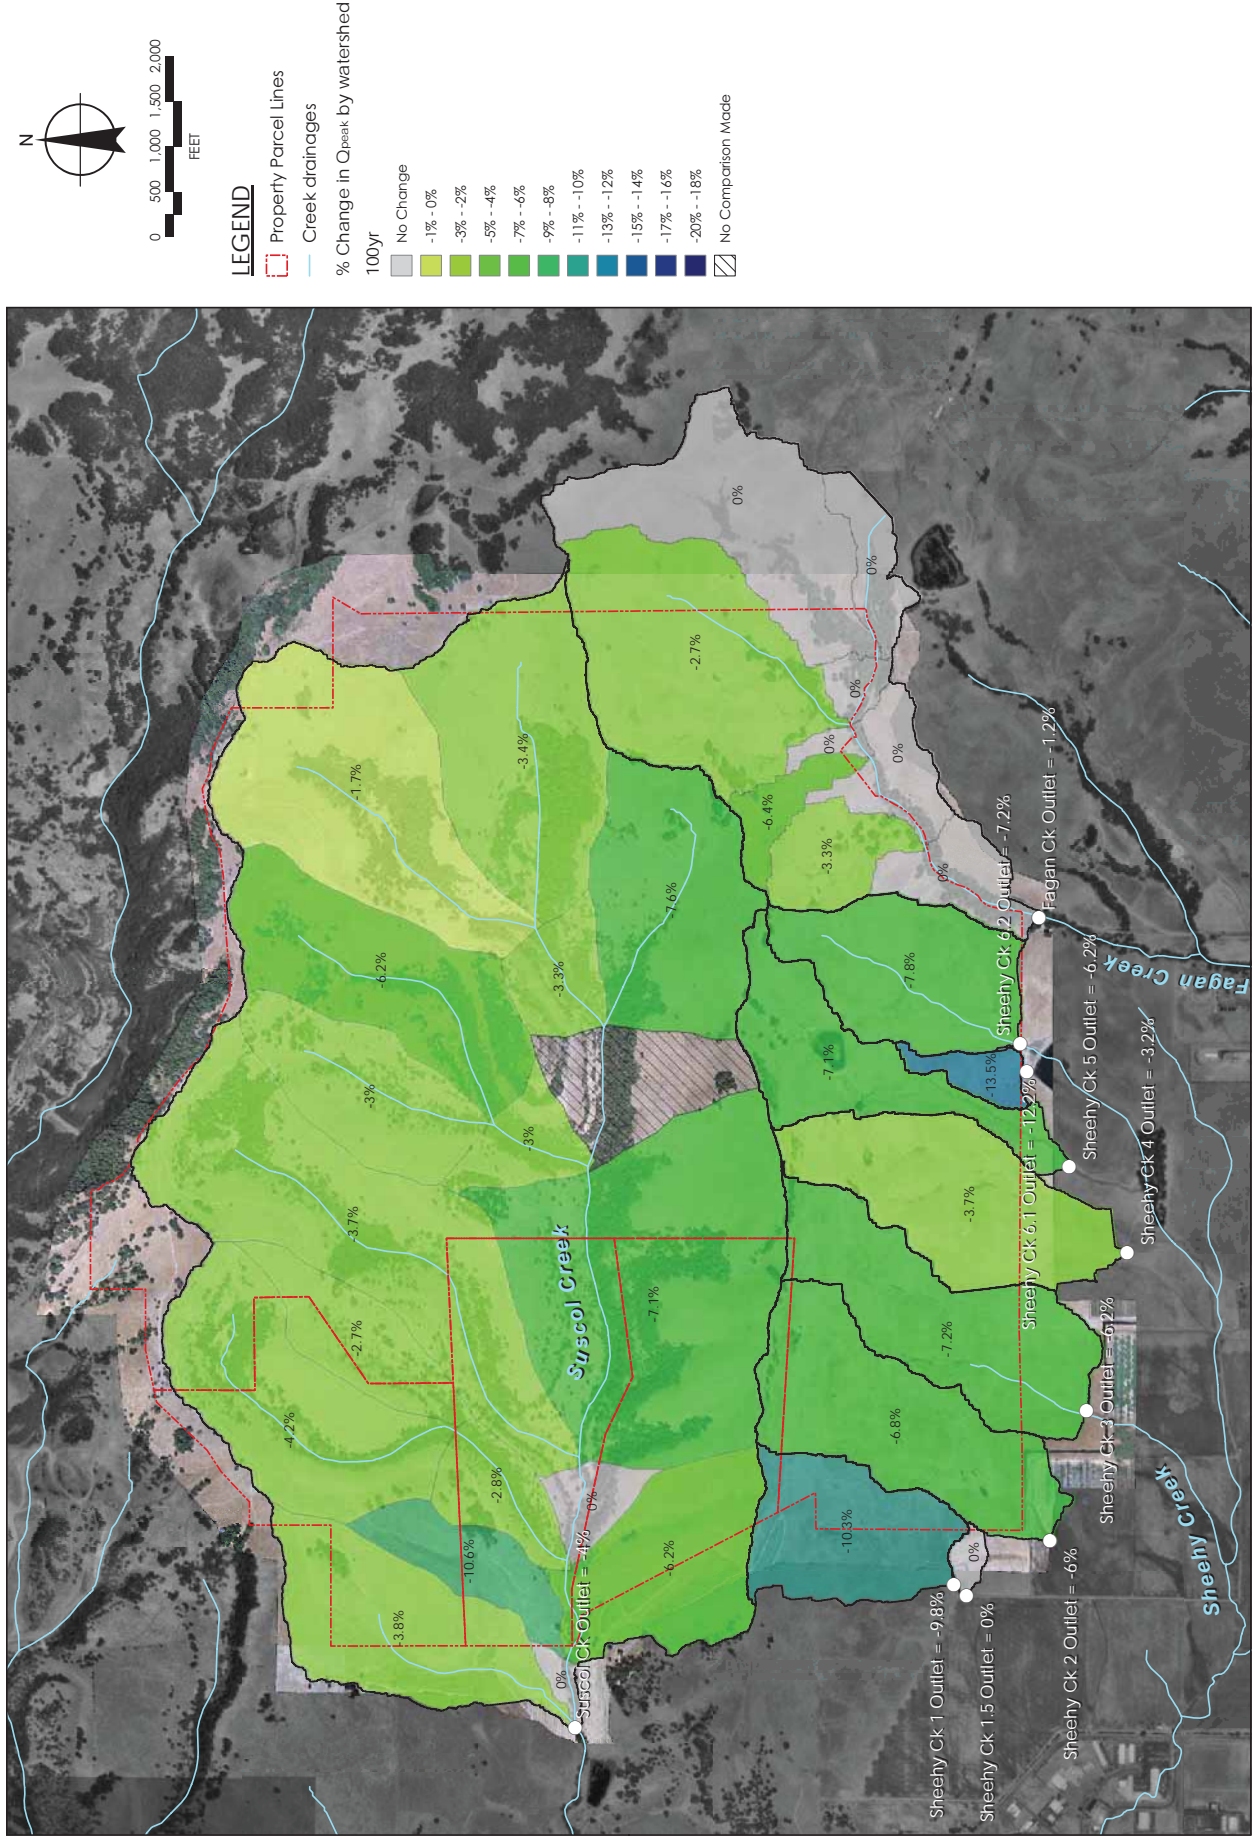 N
0 500 1,000 1,500 2,000
FEET
LEGEND
Property Parcel Lines
Creek drainages
% Change in Qpeak by watershed
100yr
No Change
-1% - 0%
-3% - -2%
-5% - -4%
-7% - -6%
-9% - -8%
-11% - -10%
-13% - -12%
-15% - -14%
-17% - -16%
-20% - -18%
No Comparison Made
-1.7%
-3.4%
-6.2%
-3.3%
-7.6%
-3%
-3%
-3.7%
-2.7%
-4.2%
-2.8%
-10.6%
-3.8%
0%
0%
-6.2%
-7.1%
Suscol Creek
Suscol Ck Outlet = -4%
0%
0%
-2.7%
0%
0%
0%
-6.4%
-3.3%
0%
-7.8%
-7.1%
-13.5%
-3.7%
-7.2%
-6.8%
-10.3%
0%
Sheehy Ck 1 Outlet = -9.8%
Sheehy Ck 1.5 Outlet = 0%
Sheehy Ck 2 Outlet = -6%
Sheehy Ck 3 Outlet = -6.2%
Sheehy Ck 4 Outlet = -3.2%
Sheehy Ck 5 Outlet = -6.2%
Sheehy Ck 6.1 Outlet = -12.2%
Sheehy Ck 6.2 Outlet = -7.2%
Fagan Ck Outlet = -1.2%
Fagan Creek
Sheehy Creek